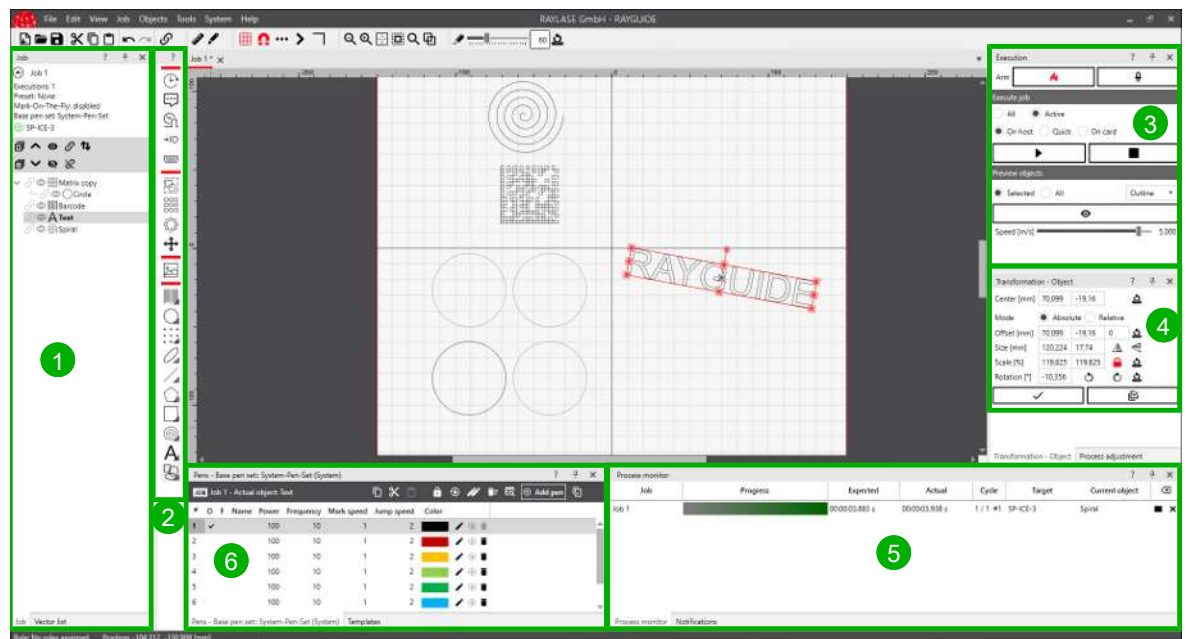 File Edit View Job Objects Tools System Help
RAYLASE GmbH - RAYGUIDE
60
Job ?
Job 1
Executions: 1
Preset: None
Mark-On-The-Fly: disabled
Base pen set: System-Pen-Set
SP-ICE-3
Matrix copy
Circle
Barcode
A Text
Spiral
1
Job Vector list
?
2
Job 1 *
-200 -100 0 100 200
100
0
100
RAYGUIDE
Execution ?
Arm
Execute job
All Active
On host Quick On card
3
Preview objects
Selected All Outline
Speed [m/s] 5.000
Transformation - Object ?
Center [mm] 70,099 -19,16
Mode Absolute Relative
Offset [mm] 70,099 -19,16 0
Size [mm] 120,224 17,74
Scale [%] 119,825 119,825
Rotation [°] -10,356
4
Transformation - Object Process adjustment
Pens - Base pen set: System-Pen-Set (System) ?
Job 1 - Actual object: Text Add pen
# O Name Power Frequency Mark speed Jump speed Color
1 100 10 1 2
2 100 10 1 2
3 100 10 1 2
4 100 10 1 2
5 100 10 1 2
6 100 10 1 2
6
Pens - Base pen set: System-Pen-Set (System) Templates
Process monitor ?
Job Progress Expected Actual Cycle Target Current object
Job 1 00:00:03.883 s 00:00:03.938 s 1 / 1 #1 SP-ICE-3 Spiral
5
Process monitor Notifications